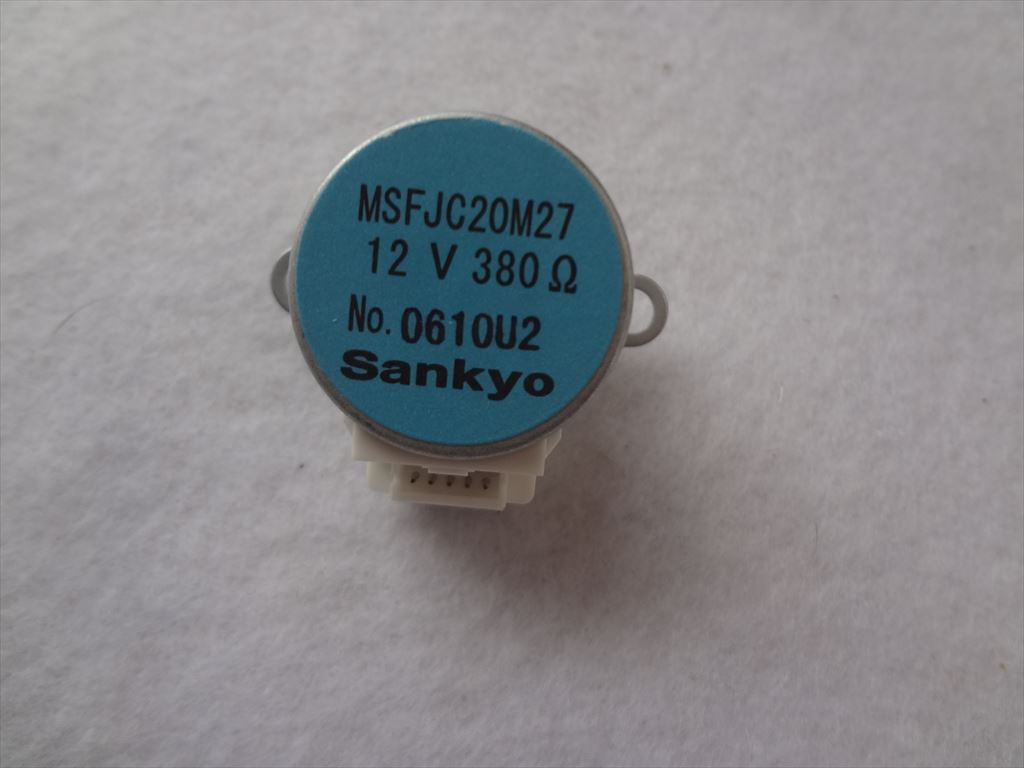 MSFJC20M27
12 V 380 Ω
No. 0610U2
Sankyo